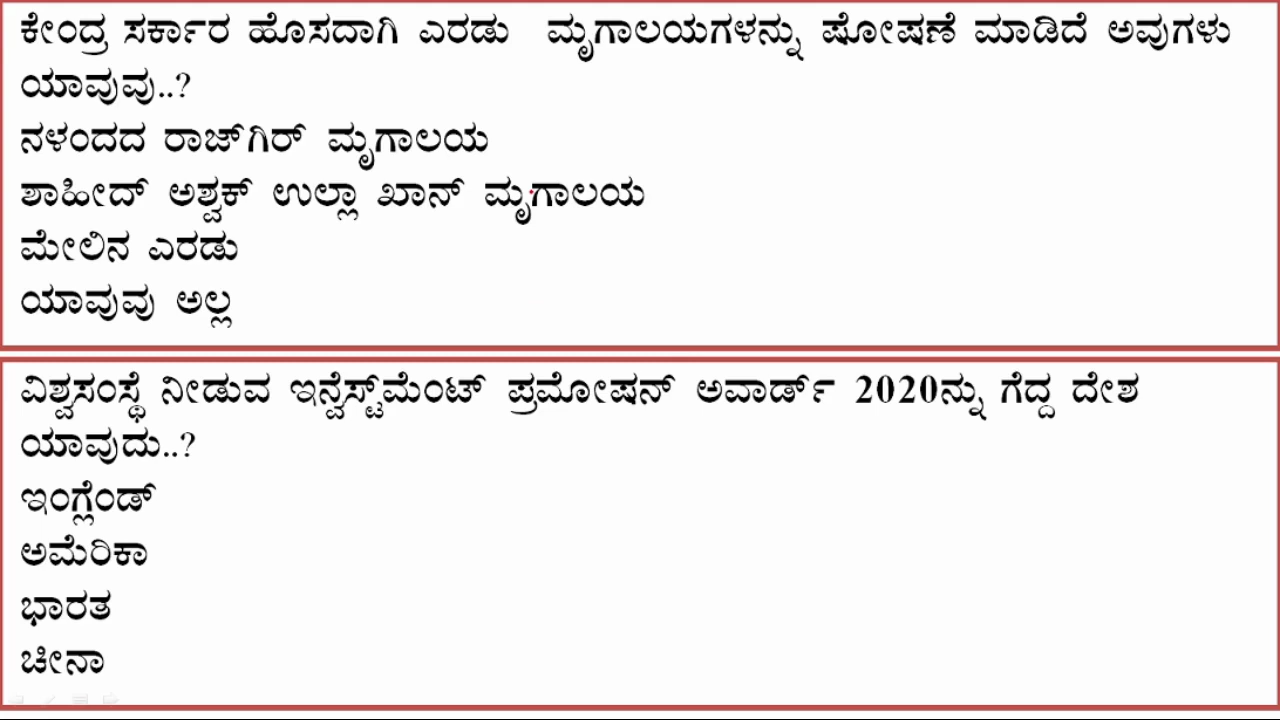 ಕೇಂದ್ರ ಸರ್ಕಾರ ಹೊಸದಾಗಿ ಎರಡು ಮೃಗಾಲಯಗಳನ್ನು ಷೋಷಣೆ ಮಾಡಿದೆ ಅವುಗಳು
ಯಾವುವು..?
ನಳಂದದ ರಾಜ್‌ಗಿರ್ ಮೃಗಾಲಯ
ಶಾಹೀದ್ ಅಶ್ವಕ್ ಉಲ್ಲಾ ಖಾನ್ ಮೃಗಾಲಯ
ಮೇಲಿನ ಎರಡು
ಯಾವುವು ಅಲ್ಲ
ವಿಶ್ವಸಂಸ್ಥೆ ನೀಡುವ ಇನ್ವೆಸ್ಟ್‌ಮೆಂಟ್ ಪ್ರಮೋಷನ್ ಅವಾರ್ಡ್ 2020ನ್ನು ಗೆದ್ದ ದೇಶ
ಯಾವುದು..?
ಇಂಗ್ಲೆಂಡ್
ಅಮೆರಿಕಾ
ಭಾರತ
ಚೀನಾ